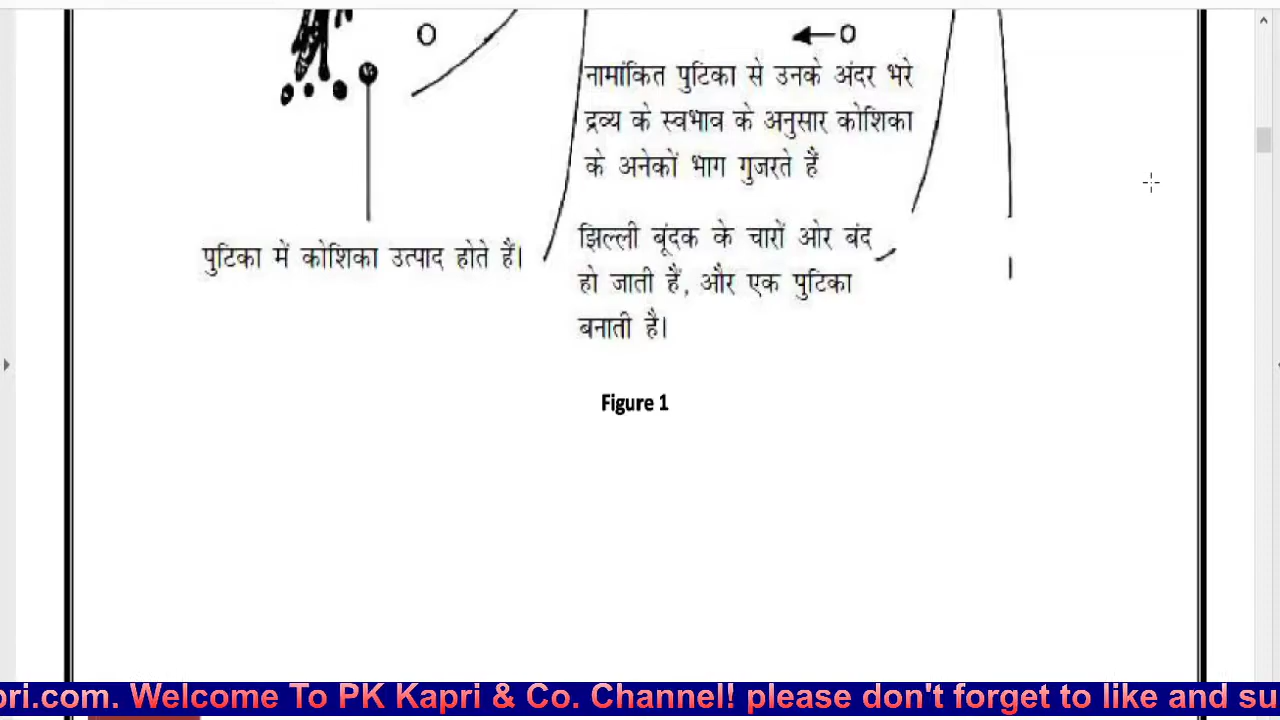 नामांकित पुटिका से उनके अंदर भरे
द्रव्य के स्वभाव के अनुसार कोशिका
के अनेकों भाग गुजरते हैं
पुटिका में कोशिका उत्पाद होते हैं।
झिल्ली बूंदक के चारों ओर बंद
हो जाती हैं, और एक पुटिका
बनाती है।
Figure 1
pri.com. Welcome To PK Kapri & Co. Channel! please don't forget to like and su